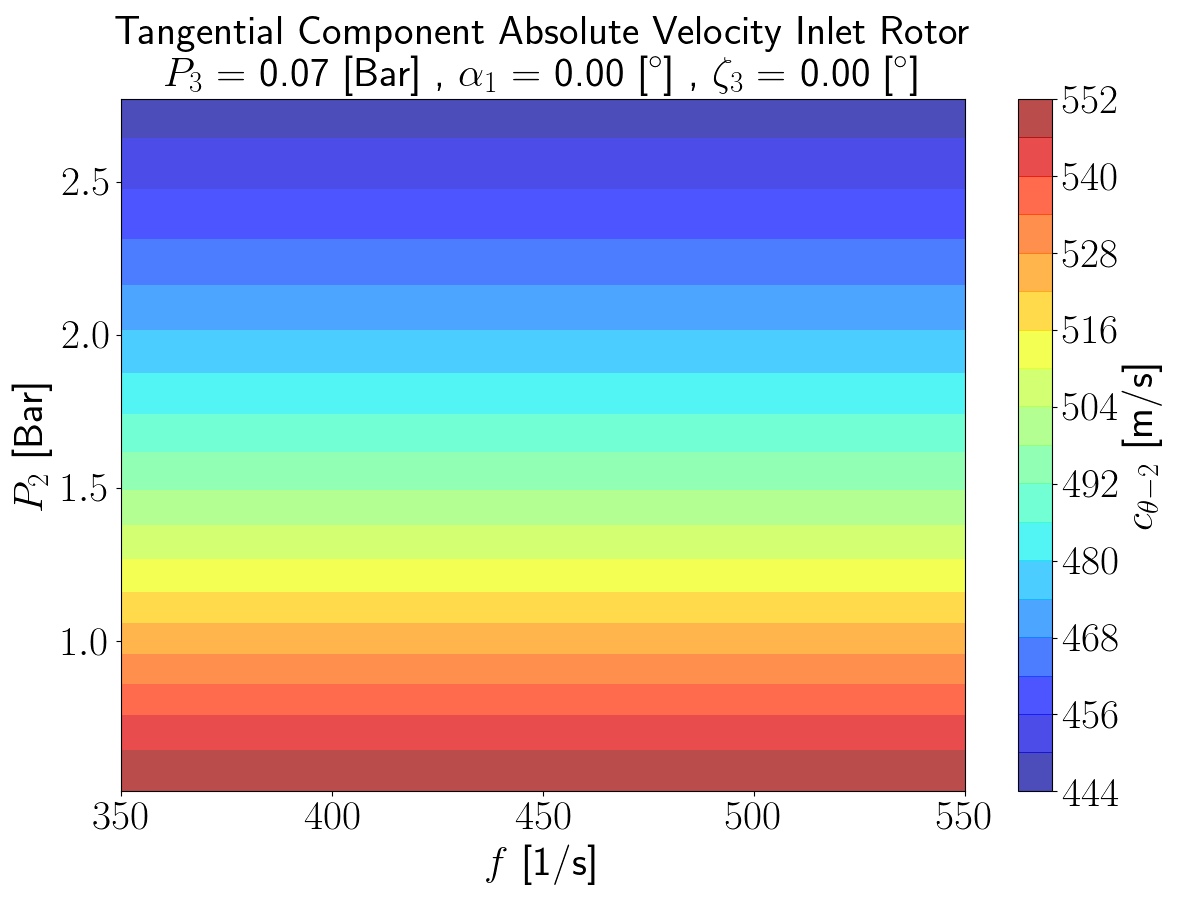 Tangential Component Absolute Velocity Inlet Rotor
P₃ = 0.07 [Bar] , α₁ = 0.00 [°] , ζ₃ = 0.00 [°]
2.5
2.0
1.5
1.0
P₂ [Bar]
350 400 450 500 550
f [1/s]
552
540
528
516
504
492
480
468
456
444
c_{θ−2} [m/s]